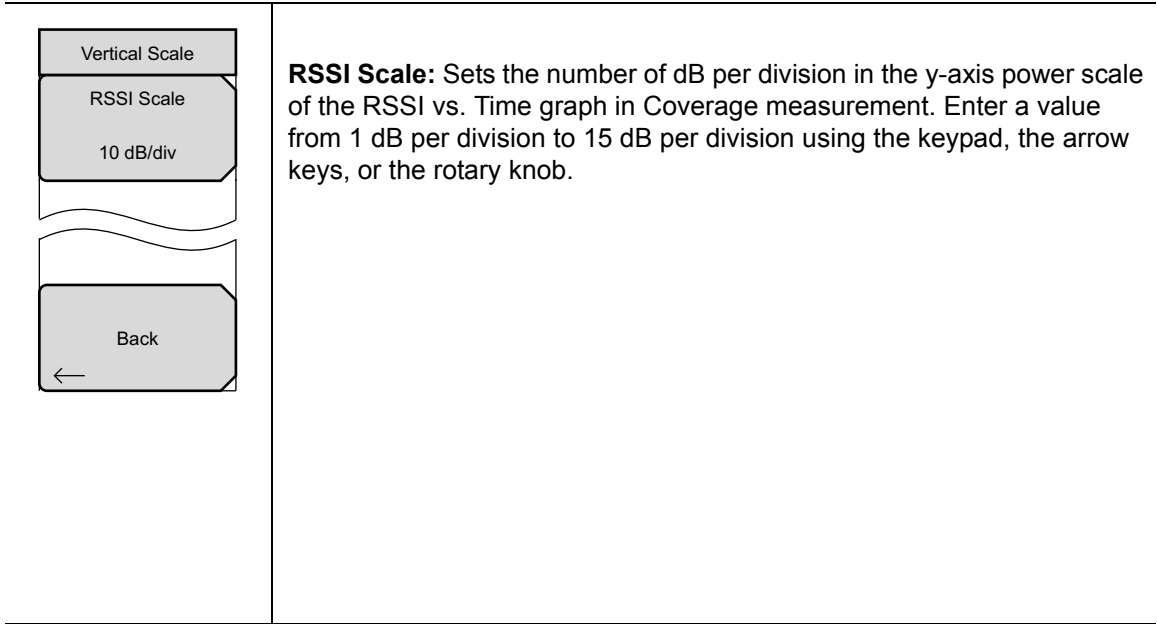 Vertical Scale
RSSI Scale
10 dB/div
Back
RSSI Scale: Sets the number of dB per division in the y-axis power scale
of the RSSI vs. Time graph in Coverage measurement. Enter a value
from 1 dB per division to 15 dB per division using the keypad, the arrow
keys, or the rotary knob.